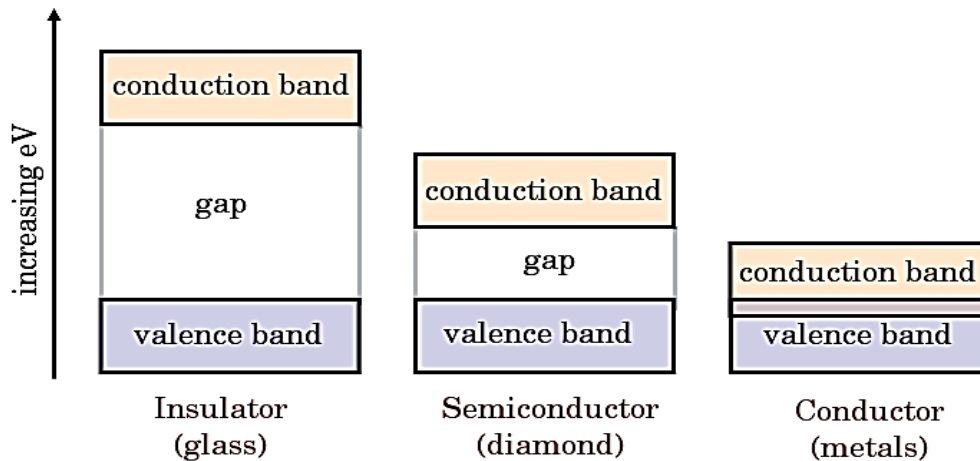 increasing eV
conduction band
gap
valence band
Insulator
(glass)
conduction band
gap
valence band
Semiconductor
(diamond)
conduction band
valence band
Conductor
(metals)